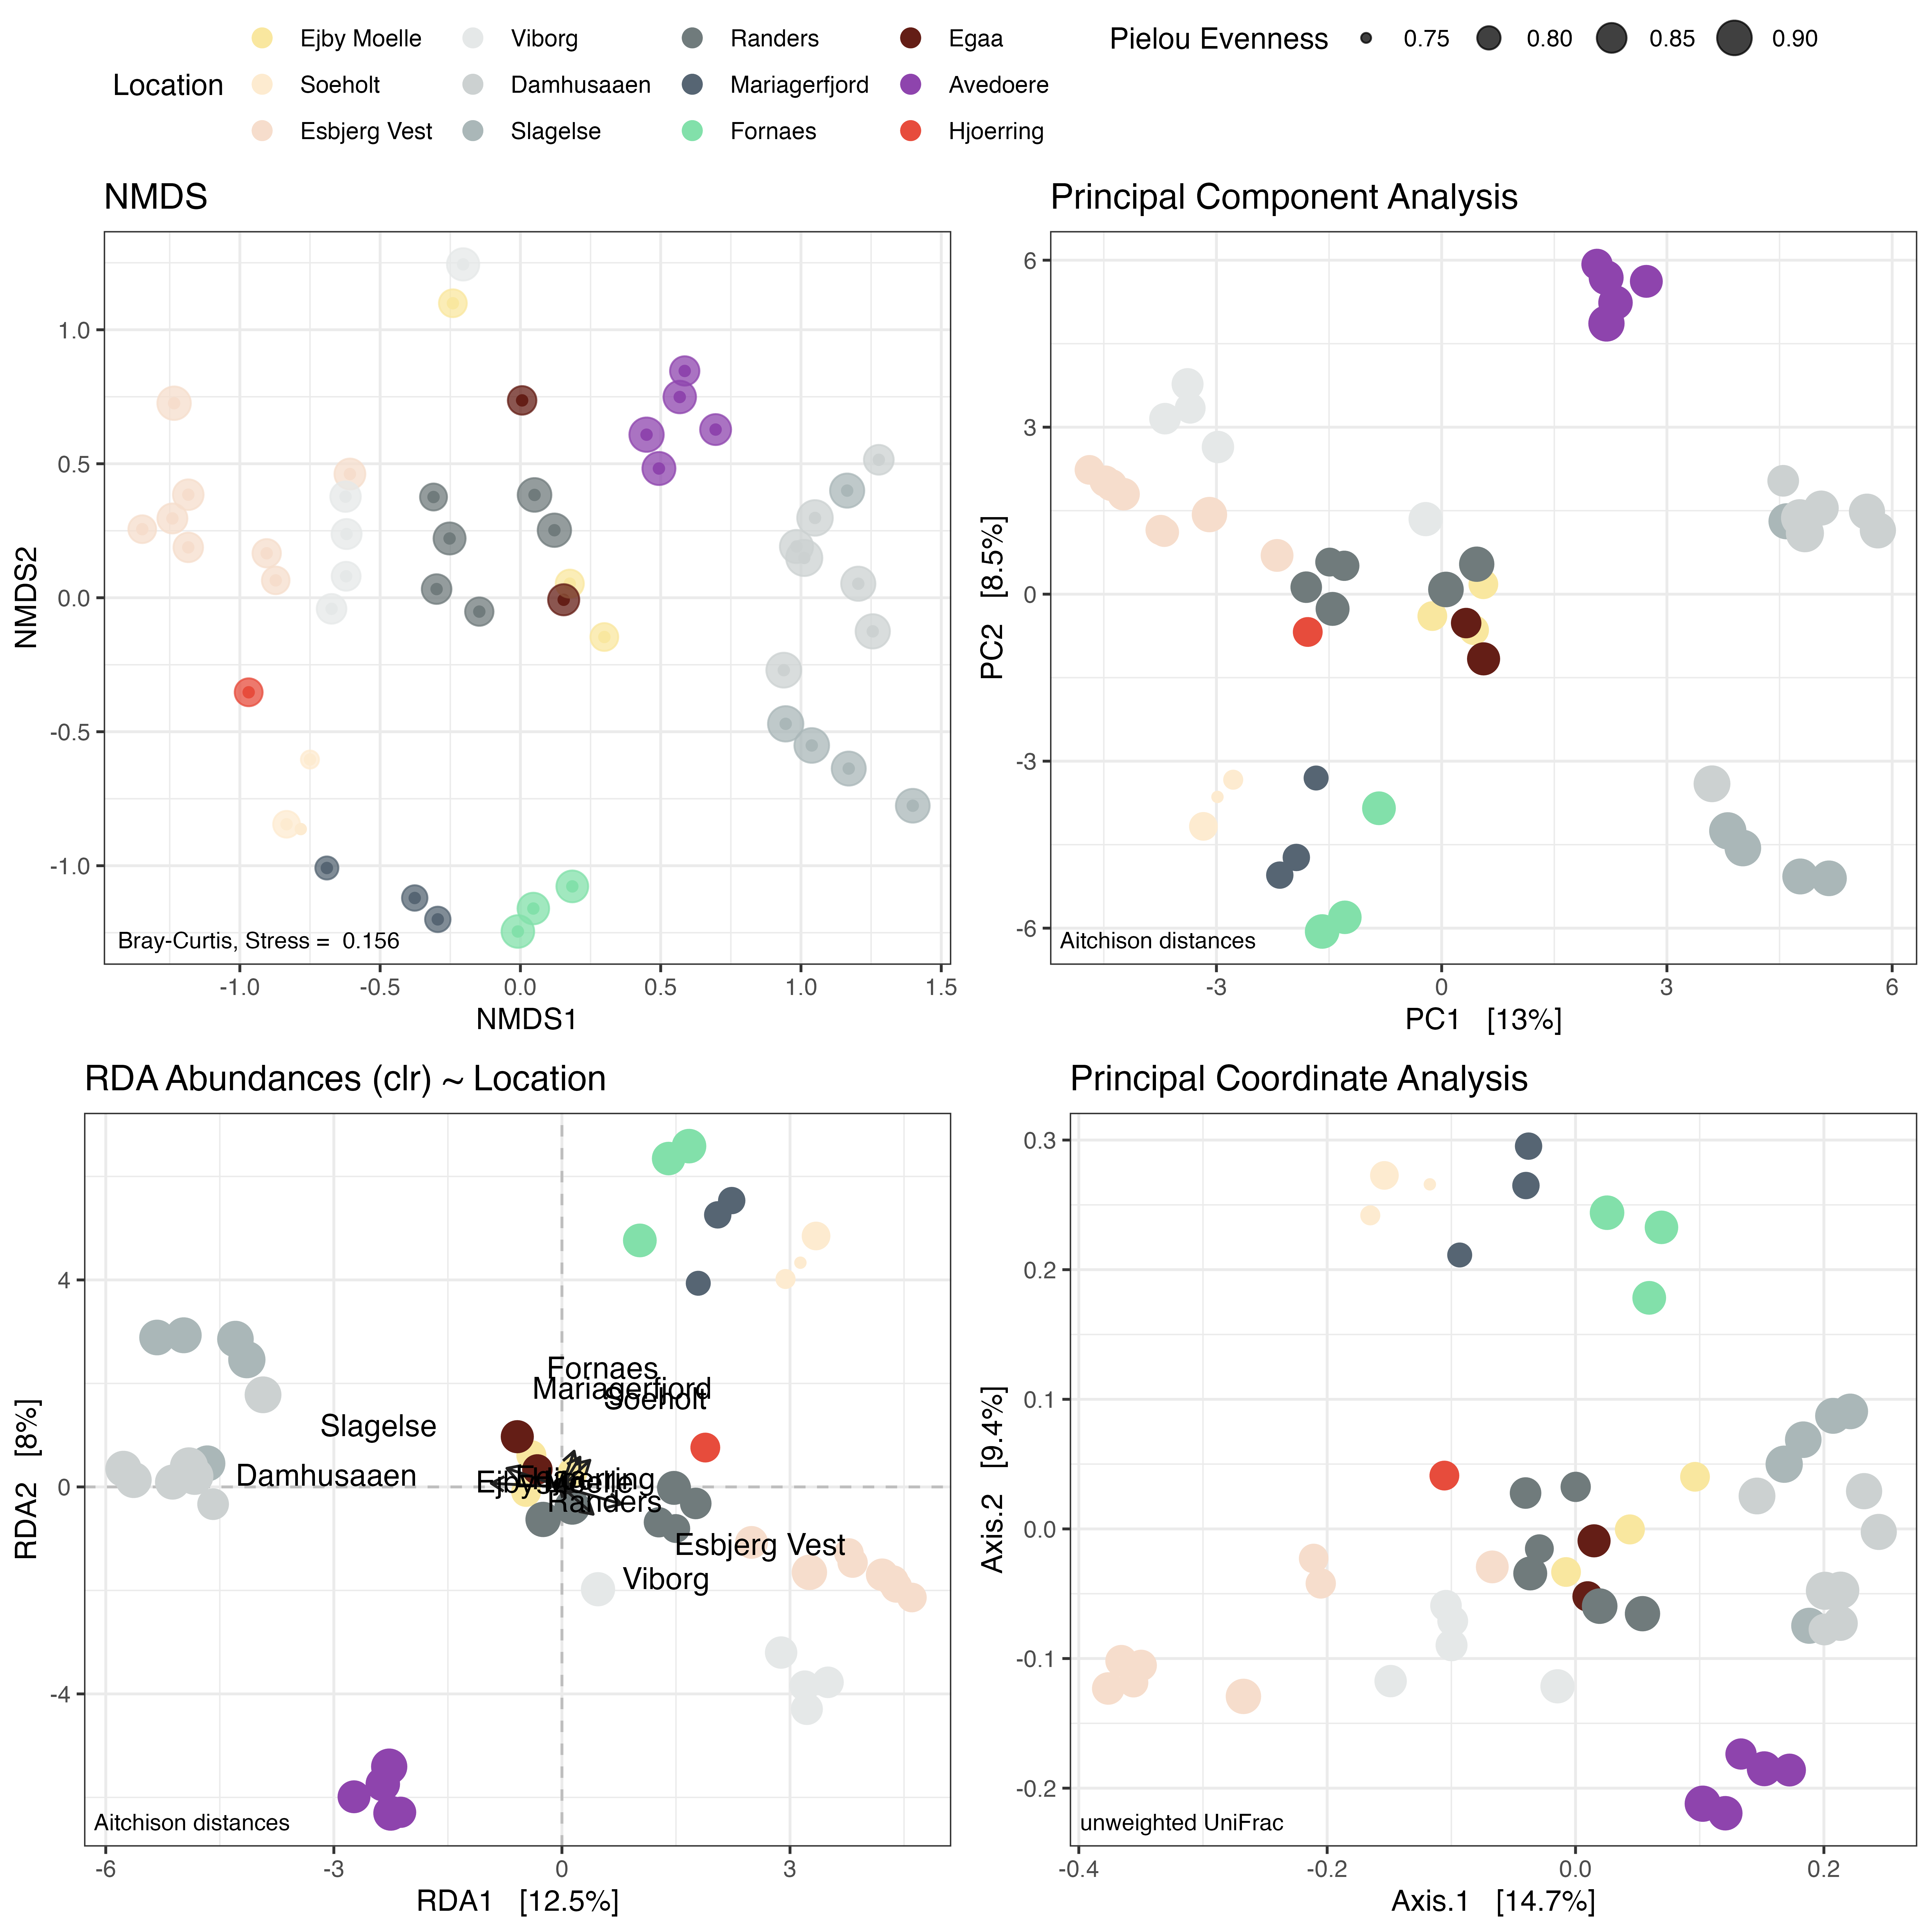 Location
Ejby Moelle
Soeholt
Esbjerg Vest
Viborg
Damhusaaen
Slagelse
Randers
Mariagerfjord
Fornaes
Egaa
Avedoere
Hjoerring
Pielou Evenness
0.75
0.80
0.85
0.90
NMDS
NMDS2
1.0
0.5
0.0
-0.5
-1.0
Bray-Curtis, Stress = 0.156
-1.0 -0.5 0.0 0.5 1.0 1.5
NMDS1
Principal Component Analysis
PC2 [8.5%]
6
3
0
-3
-6
Aitchison distances
-3 0 3 6
PC1 [13%]
RDA Abundances (clr) ~ Location
RDA2 [8%]
4
0
-4
Fornaes
Mariagerfjord
Soeholt
Slagelse
Damhusaaen
Randers
Esbjerg Vest
Viborg
Aitchison distances
-6 -3 0 3
RDA1 [12.5%]
Principal Coordinate Analysis
Axis.2 [9.4%]
0.3
0.2
0.1
0.0
-0.1
-0.2
unweighted UniFrac
-0.4 -0.2 0.0 0.2
Axis.1 [14.7%]